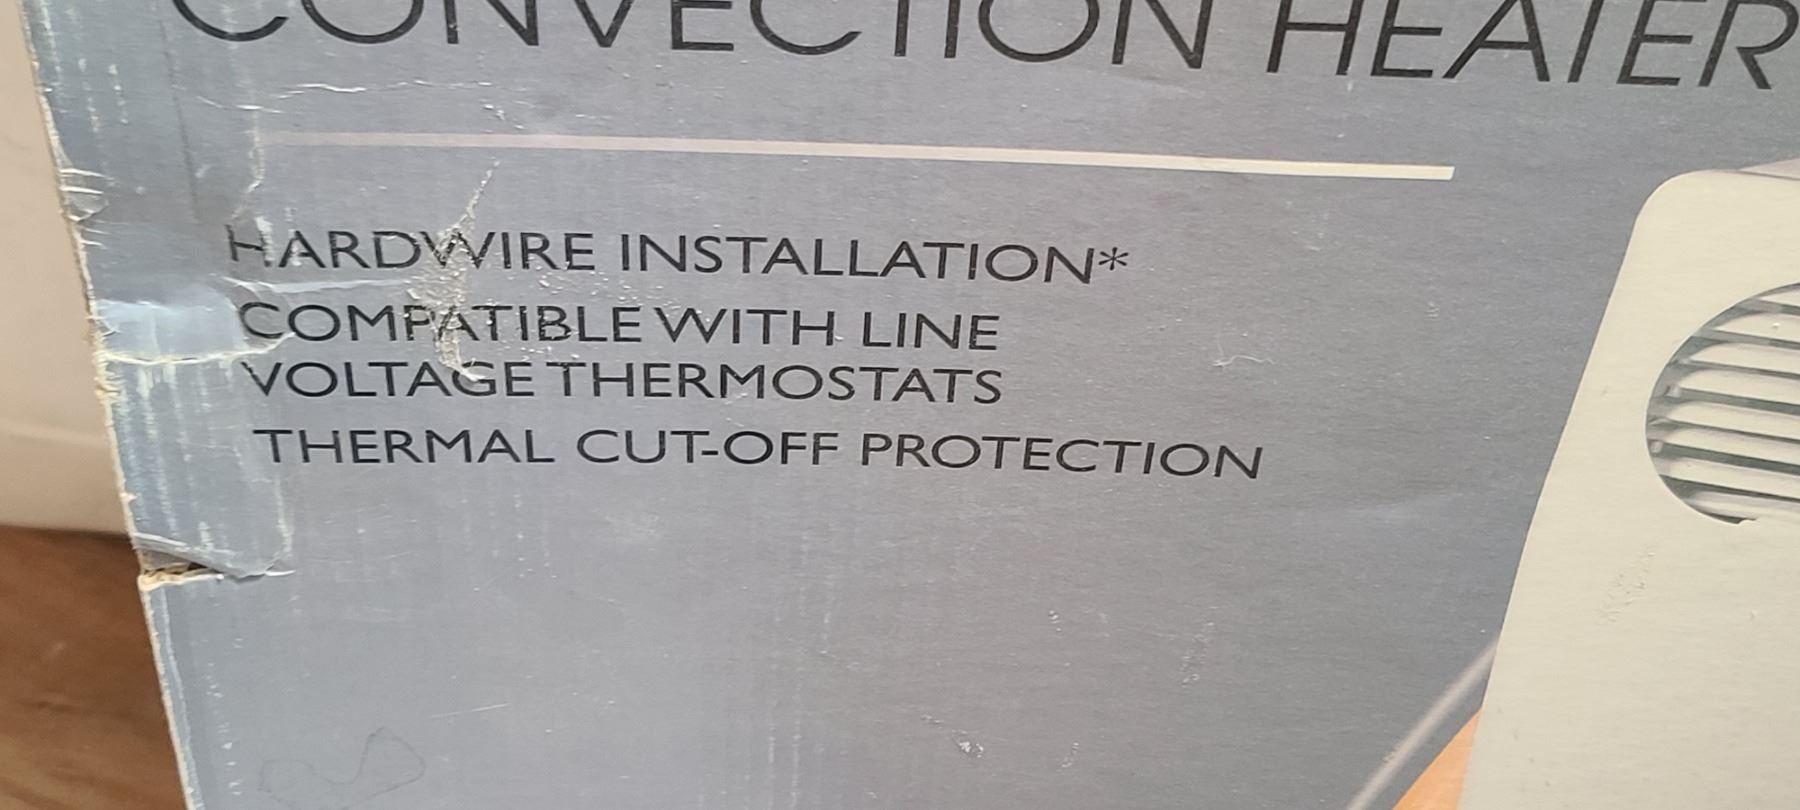 CONVECTION HEATER
HARDWIRE INSTALLATION*
COMPATIBLE WITH LINE
VOLTAGE THERMOSTATS
THERMAL CUT-OFF PROTECTION